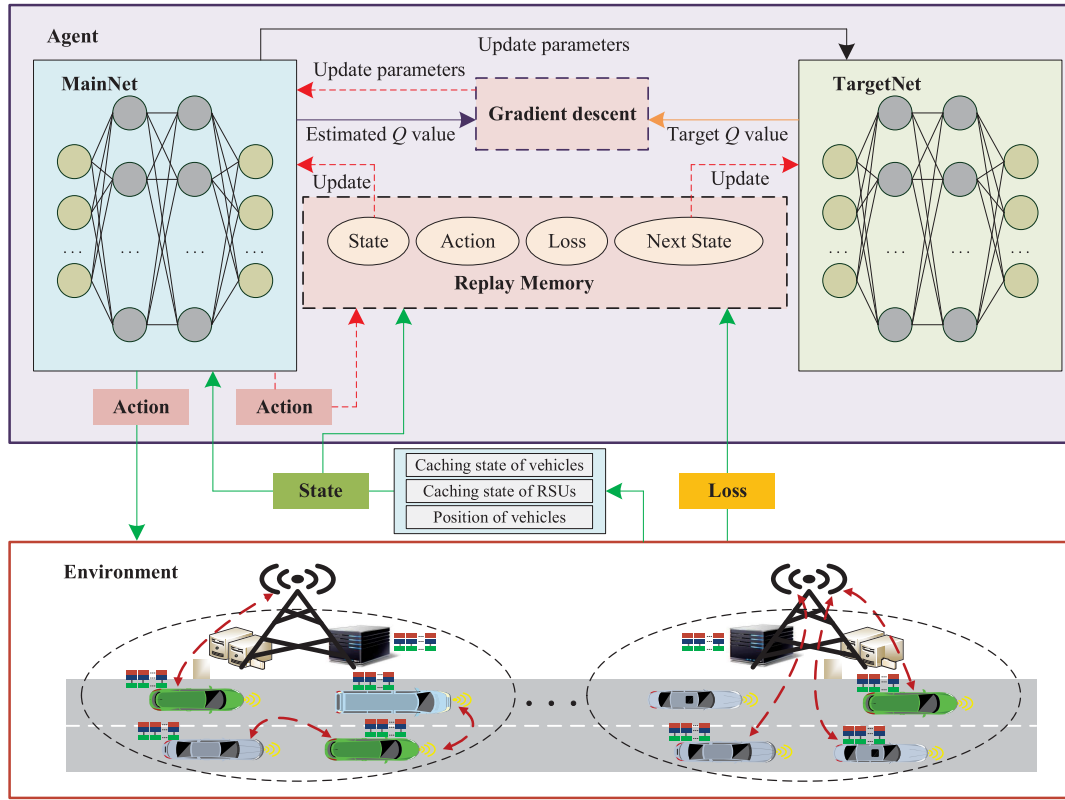 Agent
Update parameters
MainNet
TargetNet
Update parameters
Gradient descent
Estimated Q value
Target Q value
Update
Update
State
Action
Loss
Next State
Replay Memory
...
...
...
...
...
...
Action
Action
State
Caching state of vehicles
Caching state of RSUs
Position of vehicles
Loss
Environment
...